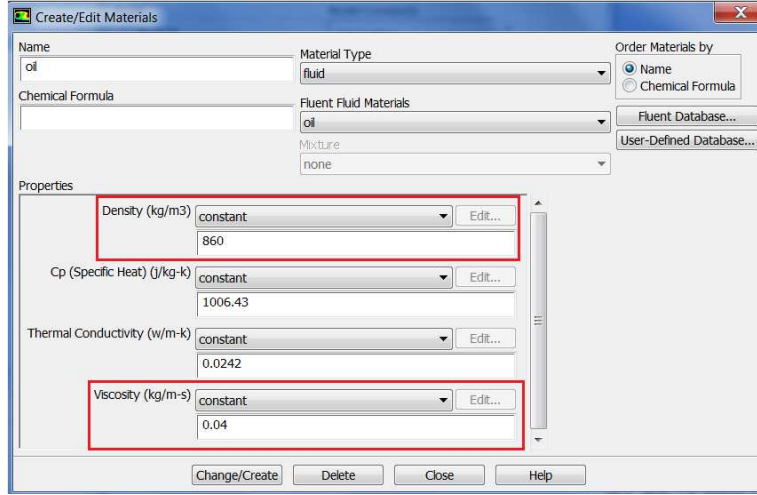 Create/Edit Materials
Name
oil
Chemical Formula
Material Type
fluid
Fluent Fluid Materials
oil
Mixture
none
Order Materials by
Name
Chemical Formula
Fluent Database...
User-Defined Database...
Properties
Density (kg/m3) constant Edit...
860
Cp (Specific Heat) (j/kg-k) constant Edit...
1006.43
Thermal Conductivity (w/m-k) constant Edit...
0.0242
Viscosity (kg/m-s) constant Edit...
0.04
Change/Create Delete Close Help